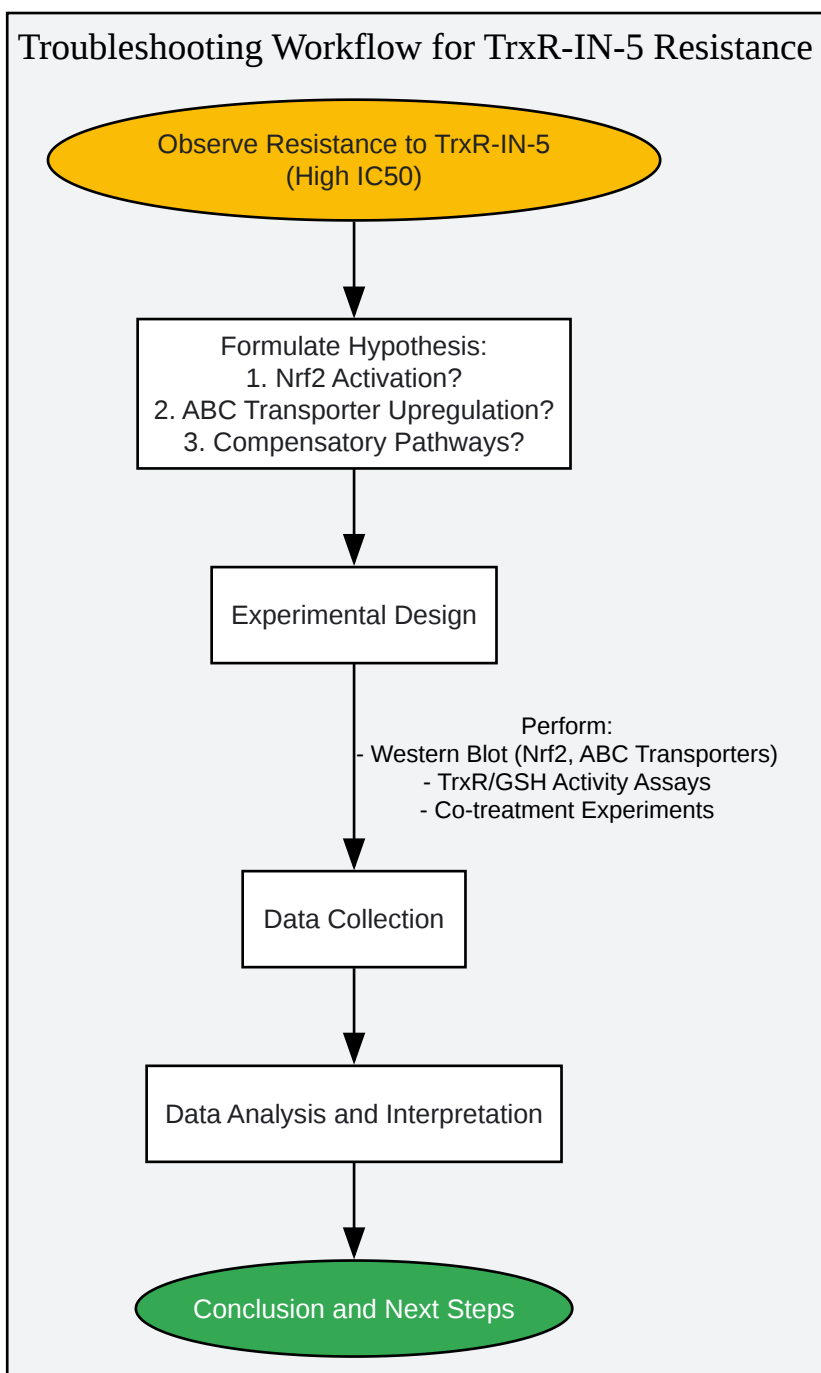 Troubleshooting Workflow for TrxR-IN-5 Resistance
Observe Resistance to TrxR-IN-5
(High IC50)
Formulate Hypothesis:
1. Nrf2 Activation?
2. ABC Transporter Upregulation?
3. Compensatory Pathways?
Experimental Design
Perform:
- Western Blot (Nrf2, ABC Transporters)
- TrxR/GSH Activity Assays
- Co-treatment Experiments
Data Collection
Data Analysis and Interpretation
Conclusion and Next Steps